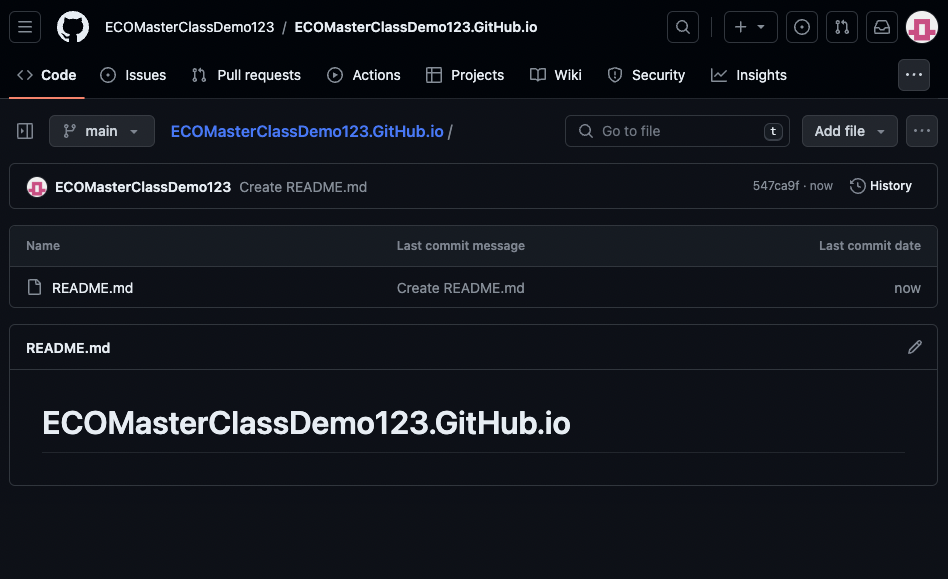 ECOMasterClassDemo123 / ECOMasterClassDemo123.GitHub.io
Code Issues Pull requests Actions Projects Wiki Security Insights
main ECOMasterClassDemo123.GitHub.io / Go to file t Add file
ECOMasterClassDemo123 Create README.md 547ca9f · now History
Name Last commit message Last commit date
README.md Create README.md now
README.md
ECOMasterClassDemo123.GitHub.io